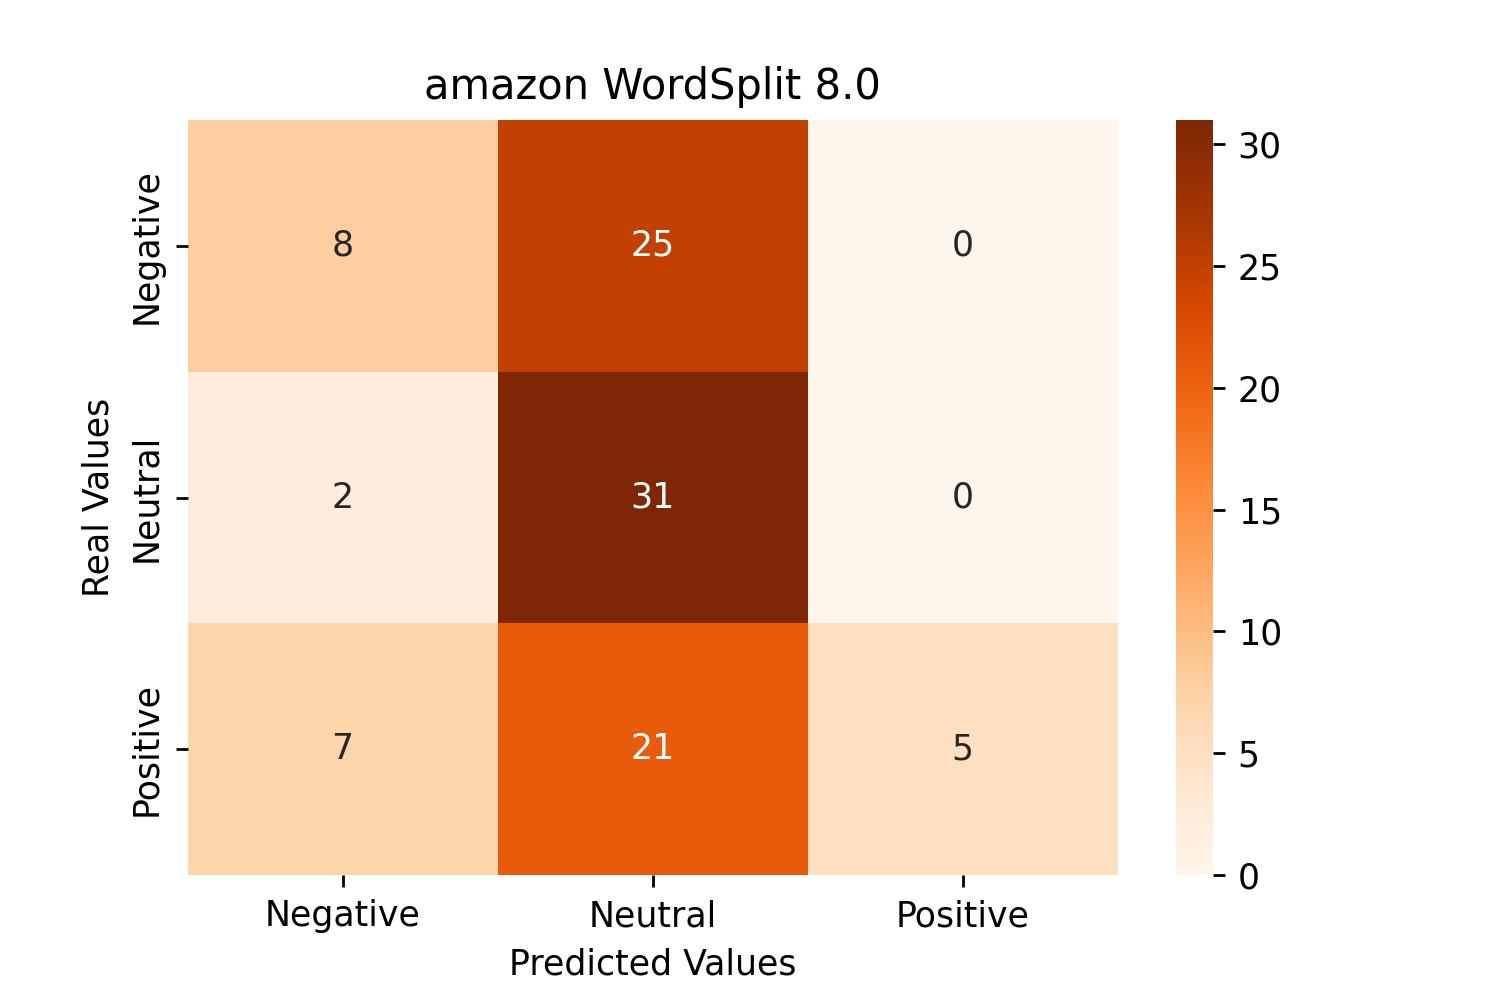 amazon WordSplit 8.0
Real Values
Negative
8
25
0
Neutral
2
31
0
Positive
7
21
5
Negative
Neutral
Positive
Predicted Values
30
25
20
15
10
5
0